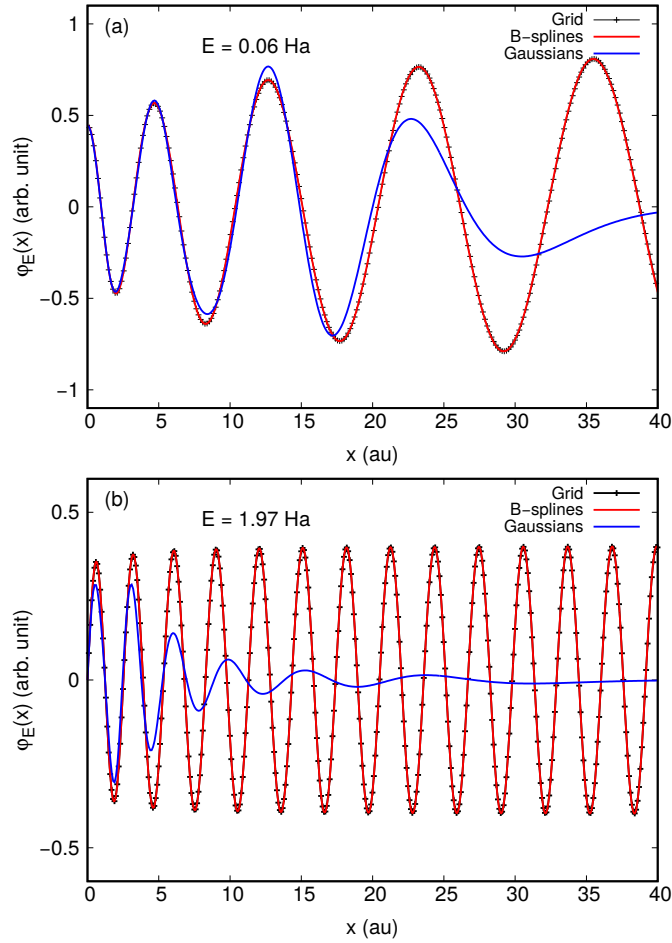 (a)
E = 0.06 Ha
Grid
B-splines
Gaussians
1
0.5
0
-0.5
-1
φ_E(x) (arb. unit)
0 5 10 15 20 25 30 35 40
x (au)
(b)
E = 1.97 Ha
Grid
B-splines
Gaussians
0.5
0
-0.5
φ_E(x) (arb. unit)
0 5 10 15 20 25 30 35 40
x (au)